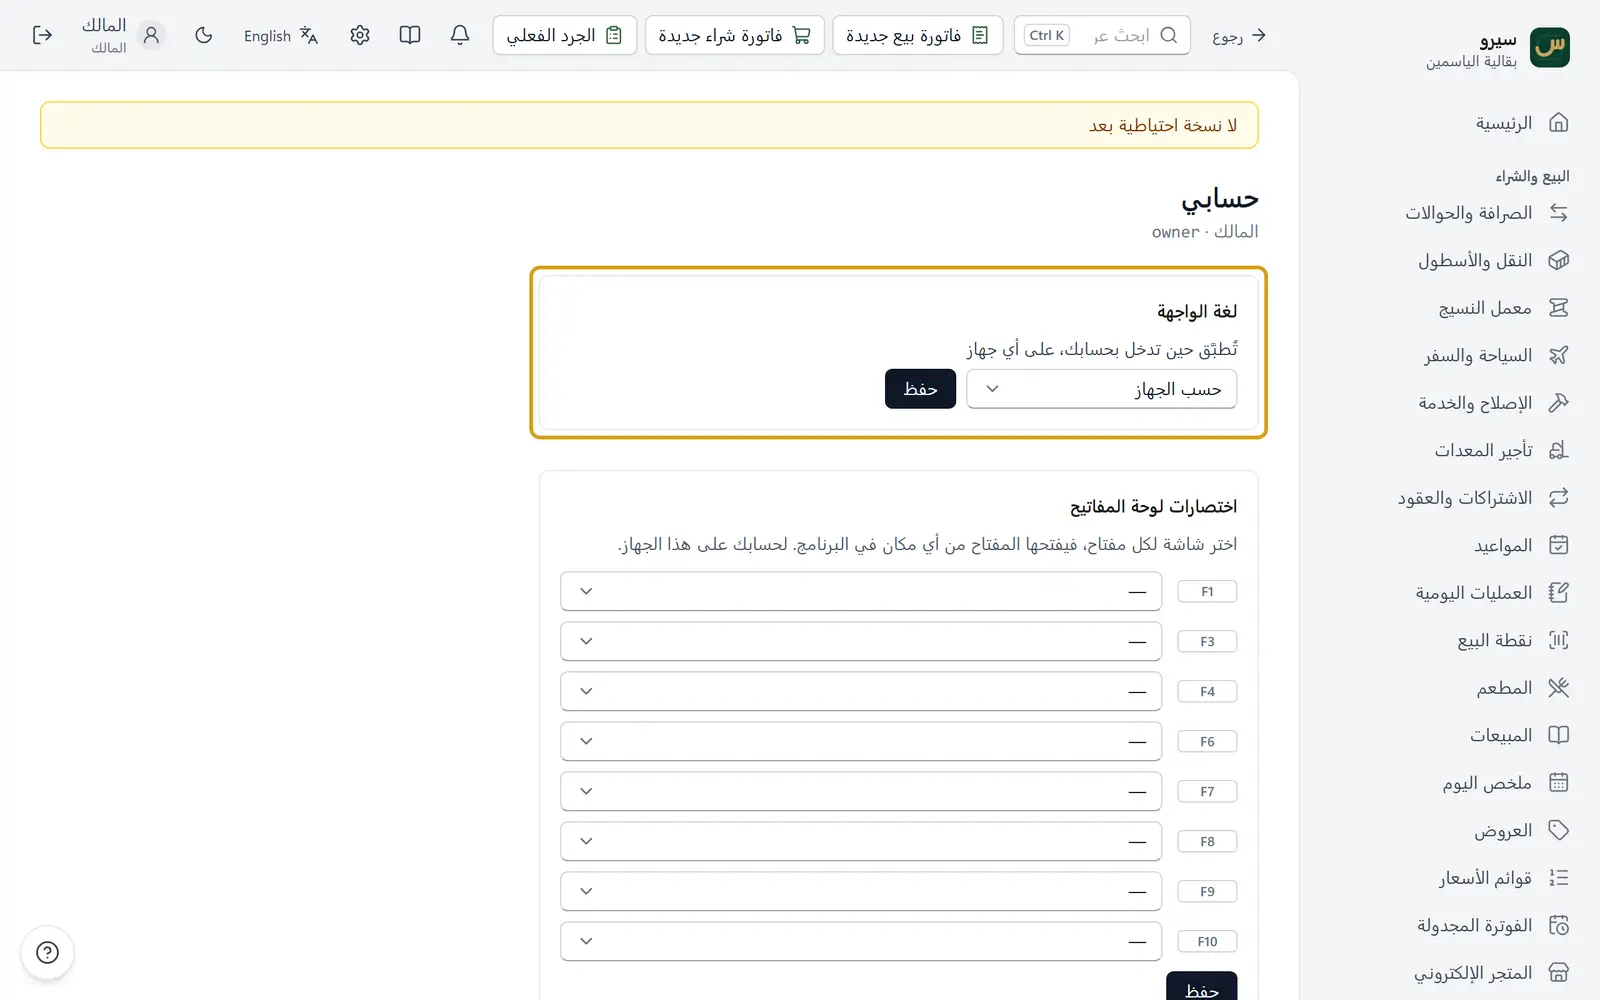 س
سيرو
بقالية الياسمين
رجوع
ابحث عر
Ctrl K
فاتورة بيع جديدة
فاتورة شراء جديدة
الجرد الفعلي
English
المالك
المالك
الرئيسية
البيع والشراء
الصرافة والحوالات
النقل والأسطول
معمل النسيج
السياحة والسفر
الإصلاح والخدمة
تأجير المعدات
الاشتراكات والعقود
المواعيد
العمليات اليومية
نقطة البيع
المطعم
المبيعات
ملخص اليوم
العروض
قوائم الأسعار
الفوترة المجدولة
المتجر الإلكتروني
لا نسخة احتياطية بعد
حسابي
المالك · owner
لغة الواجهة
تُطبَّق حين تدخل بحسابك، على أي جهاز
حسب الجهاز
حفظ
اختصارات لوحة المفاتيح
اختر شاشة لكل مفتاح، فيفتحها المفتاح من أي مكان في البرنامج. لحسابك على هذا الجهاز.
F1 —
F3 —
F4 —
F6 —
F7 —
F8 —
F9 —
F10 —
حفظ